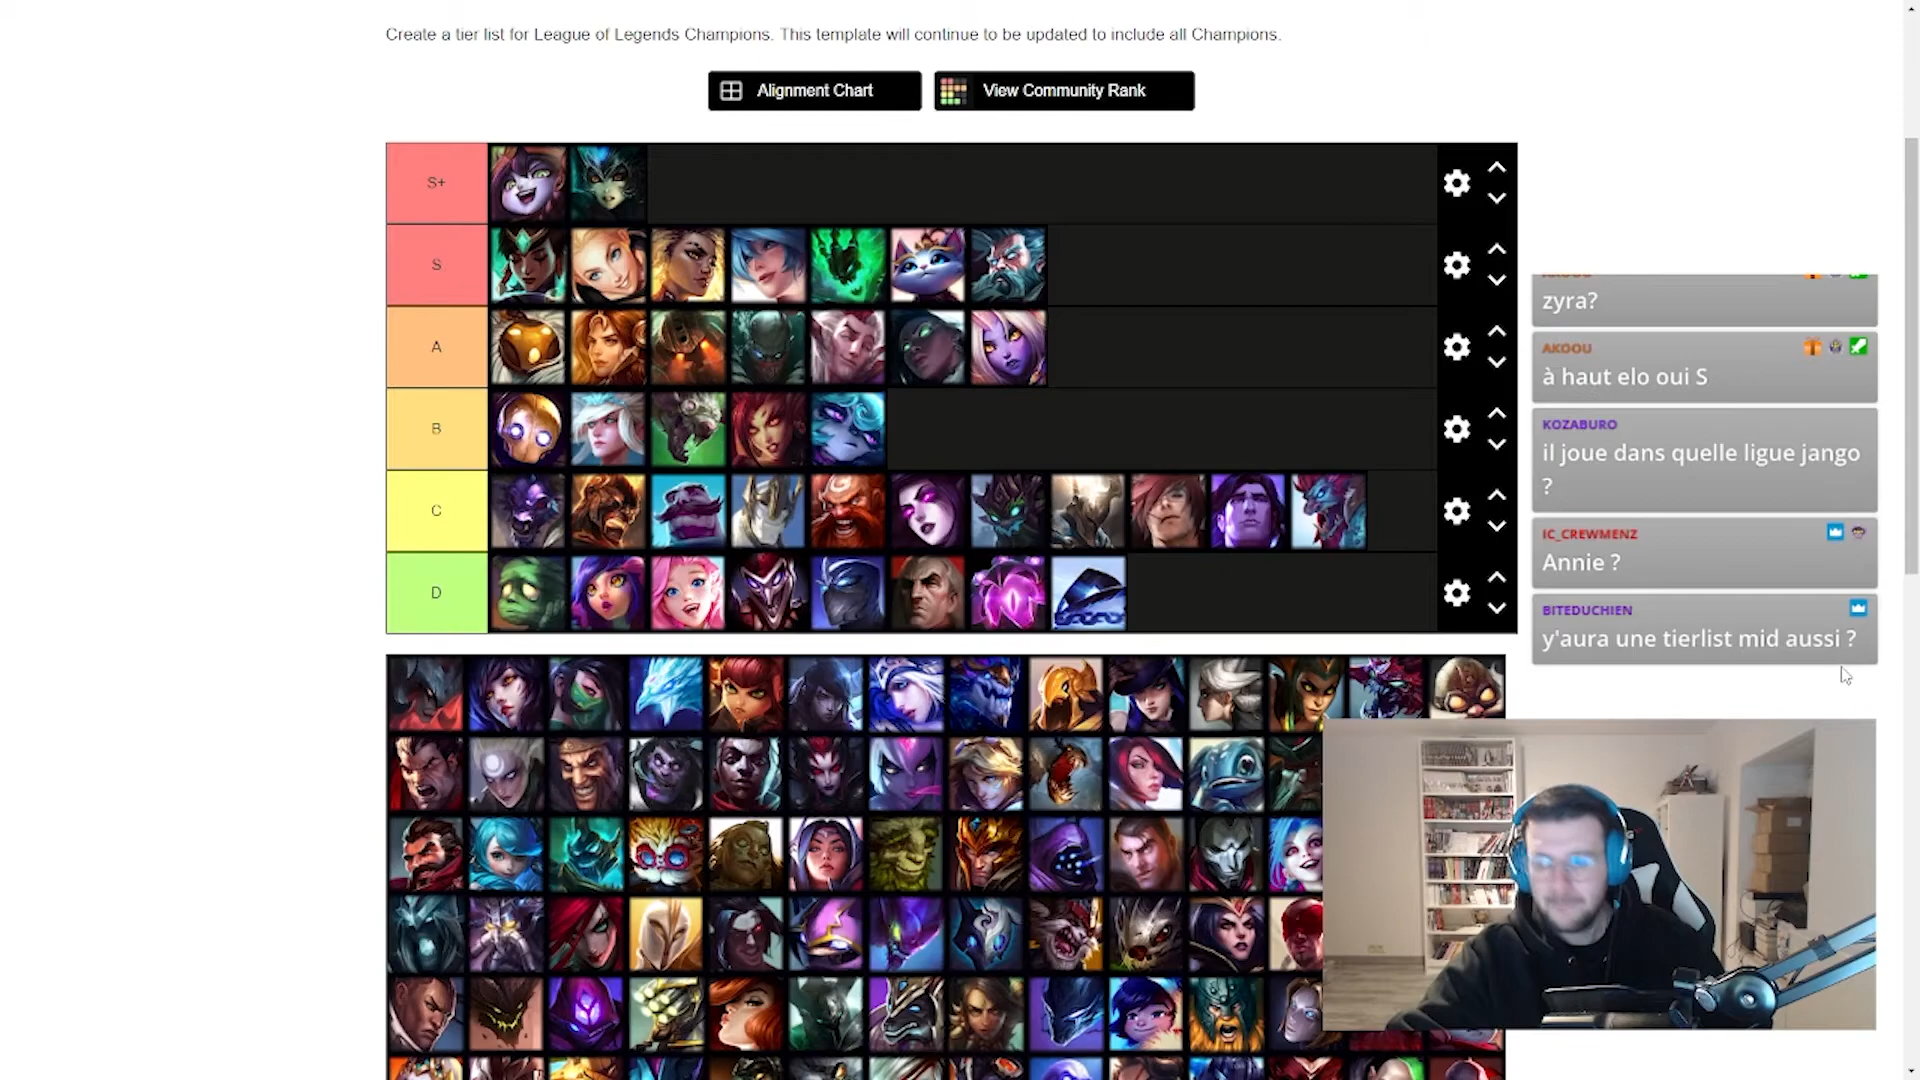 Create a tier list for League of Legends Champions. This template will continue to be updated to include all Champions.
Alignment Chart
View Community Rank
S+
S
A
B
C
D
zyra?
AKOOU
à haut elo oui S
KOZABURO
il joue dans quelle ligue jango
?
IC_CREWMENZ
Annie ?
BITEDUCHIEN
y'aura une tierlist mid aussi ?